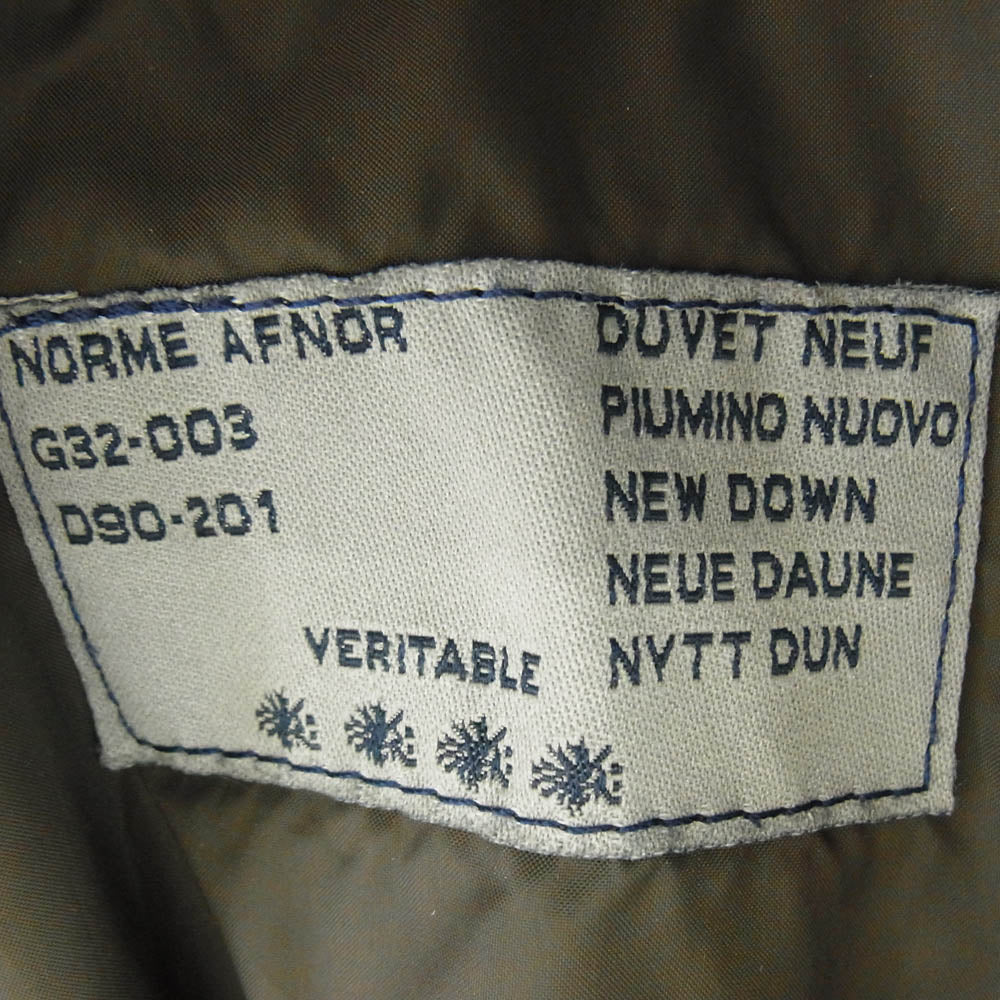 NORME AFNOR
G32-003
D90-201
VERITABLE
DUVET NEUF
PIUMINO NUOVO
NEW DOWN
NEUE DAUNE
NYTT DUN